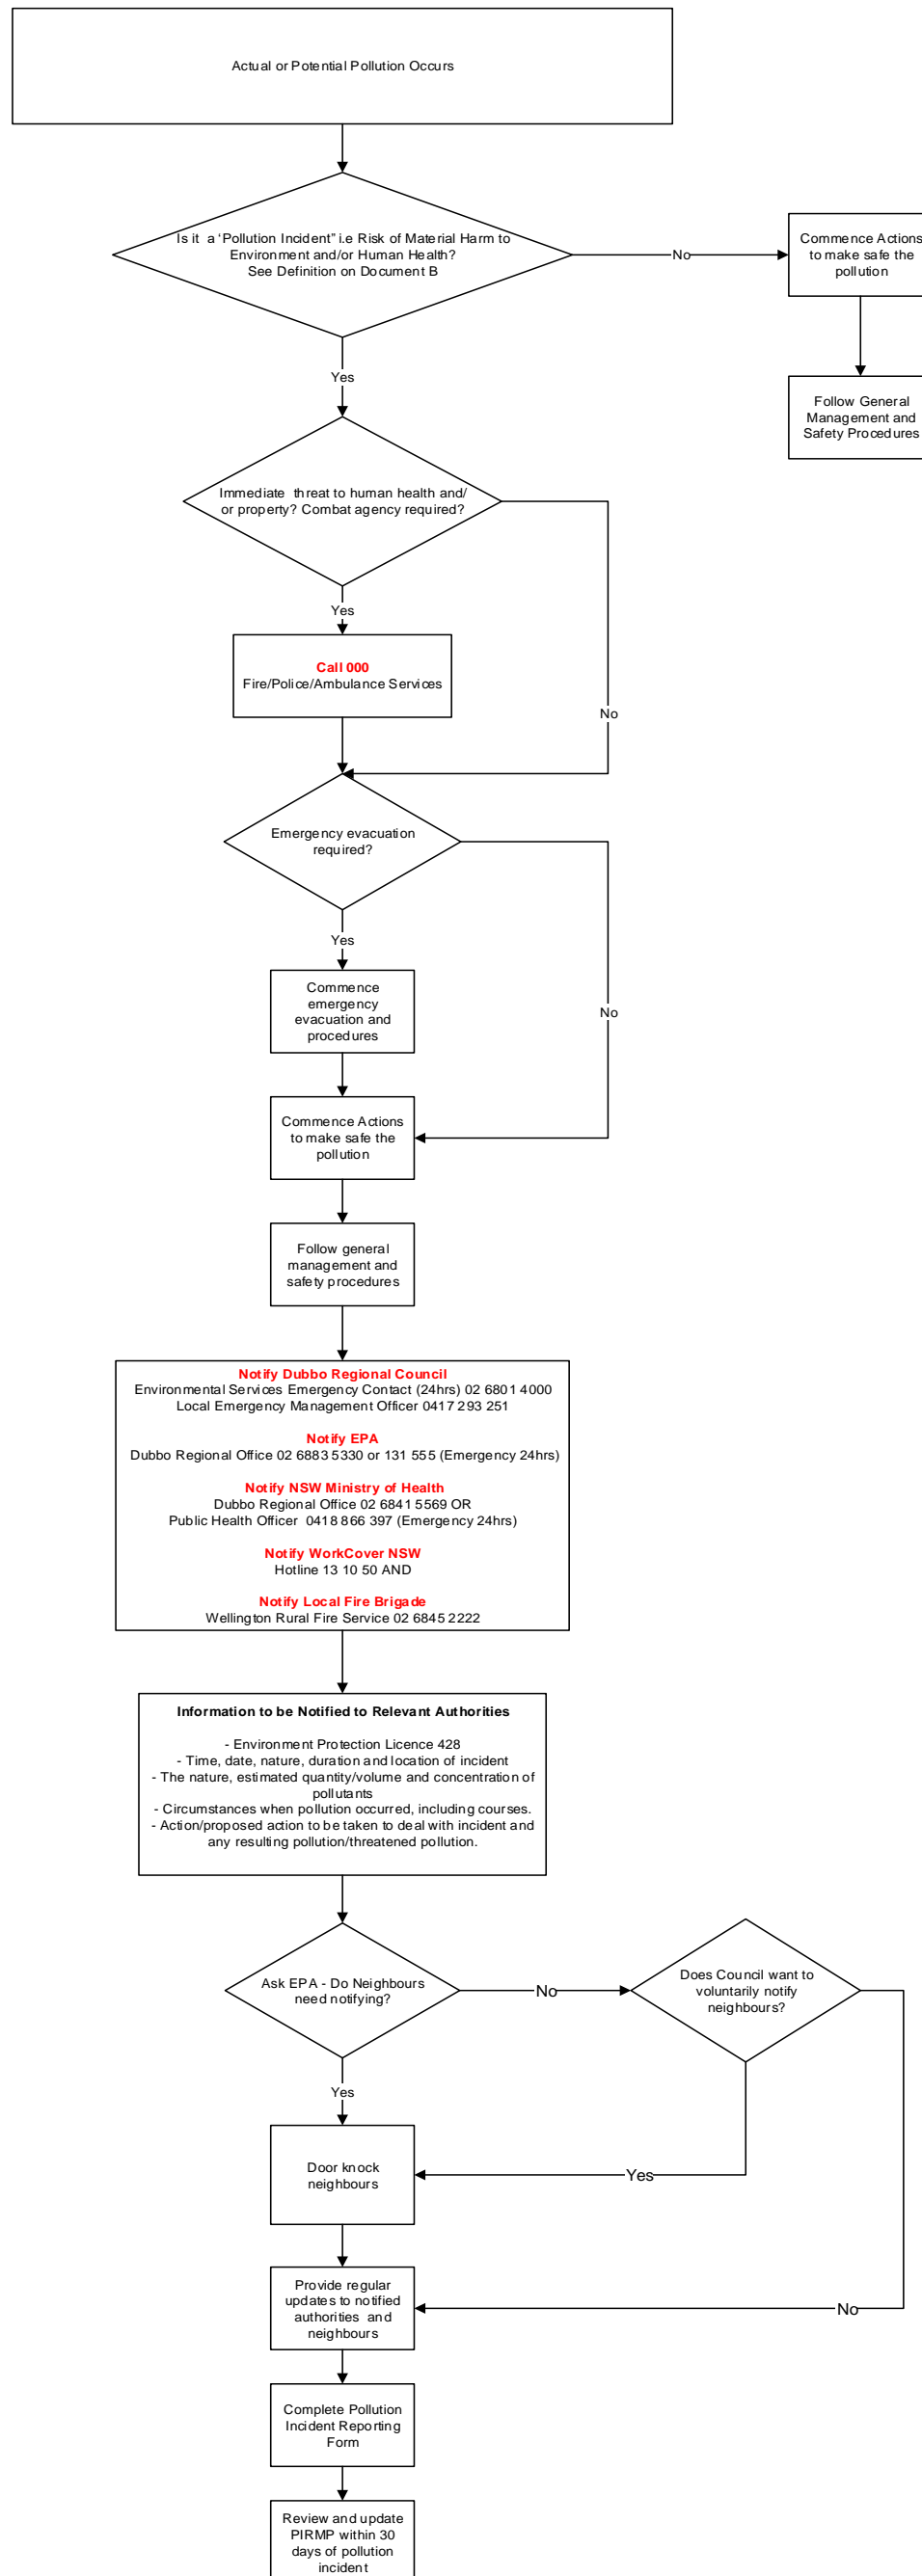 Actual or Potential Pollution Occurs
Is it a 'Pollution Incident" i.e Risk of Material Harm to
Environment and/or Human Health?
See Definition on Document B
No
Commence Actions
to make safe the
pollution
Yes
Follow General
Management and
Safety Procedures
Immediate threat to human health and/
or property? Combat agency required?
Yes
Call 000
Fire/Police/Ambulance Services
No
Emergency evacuation
required?
Yes
Commence
emergency
evacuation and
procedures
No
Commence Actions
to make safe the
pollution
Follow general
management and
safety procedures
Notify Dubbo Regional Council
Environmental Services Emergency Contact (24hrs) 02 6801 4000
Local Emergency Management Officer 0417 293 251
Notify EPA
Dubbo Regional Office 02 6883 5330 or 131 555 (Emergency 24hrs)
Notify NSW Ministry of Health
Dubbo Regional Office 02 6841 5569 OR
Public Health Officer 0418 866 397 (Emergency 24hrs)
Notify WorkCover NSW
Hotline 13 10 50 AND
Notify Local Fire Brigade
Wellington Rural Fire Service 02 6845 2222
Information to be Notified to Relevant Authorities
- Environment Protection Licence 428
- Time, date, nature, duration and location of incident
- The nature, estimated quantity/volume and concentration of
pollutants
- Circumstances when pollution occurred, including courses.
- Action/proposed action to be taken to deal with incident and
any resulting pollution/threatened pollution.
Ask EPA - Do Neighbours
need notifying?
No
Does Council want to
voluntarily notify
neighbours?
Yes
Door knock
neighbours
Yes
Provide regular
updates to notified
authorities and
neighbours
No
Complete Pollution
Incident Reporting
Form
Review and update
PIRMP within 30
days of pollution
incident